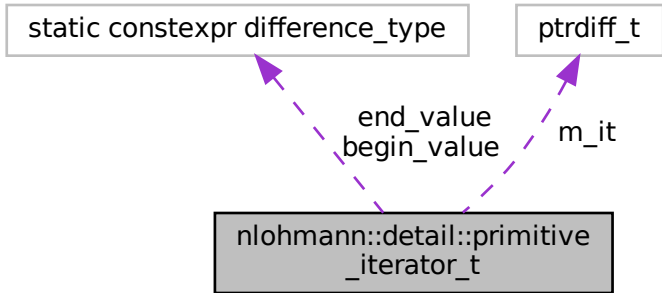 static constexpr difference_type
ptrdiff_t
end_value
begin_value
m_it
nlohmann::detail::primitive
_iterator_t